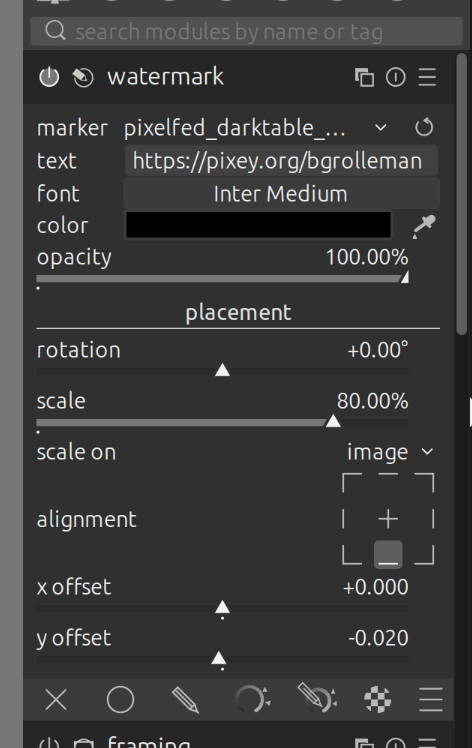 search modules by name or tag
watermark
marker pixelfed_darktable_...
text https://pixey.org/bgrolleman
font Inter Medium
color
opacity 100.00%
placement
rotation +0.00°
scale 80.00%
scale on image
alignment
x offset +0.000
y offset -0.020
framing